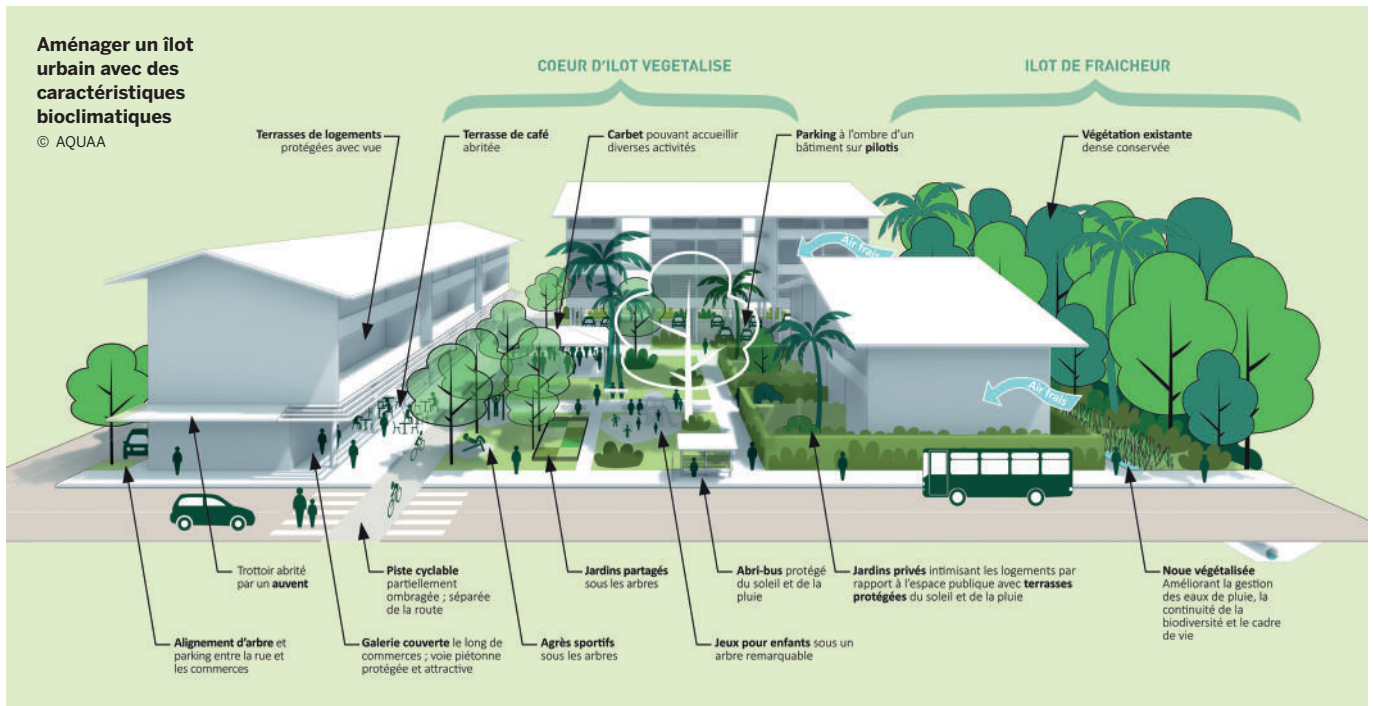 Aménager un îlot
urbain avec des
caractéristiques
bioclimatiques
© AQUAA
COEUR D'ILOT VEGETALISE
ILOT DE FRAICHEUR
Terrasses de logements
protégées avec vue
Terrasse de café
abritée
Carbet pouvant accueillir
diverses activités
Parking à l'ombre d'un
bâtiment sur pilotis
Végétation existante
dense conservée
Air frais
Air frais
Trottoir abrité
par un auvent
Piste cyclable
partiellement
ombragée ; séparée
de la route
Jardins partagés
sous les arbres
Abri-bus protégé
du soleil et de la
pluie
Jardins privés intimisant les logements par
rapport à l'espace publique avec terrasses
protégées du soleil et de la pluie
Noue végétalisée
Améliorant la gestion
des eaux de pluie, la
continuité de la
biodiversité et le cadre
de vie
Alignement d'arbre et
parking entre la rue et
les commerces
Galerie couverte le long de
commerces ; voie piétonne
protégée et attractive
Agrès sportifs
sous les arbres
Jeux pour enfants sous un
arbre remarquable